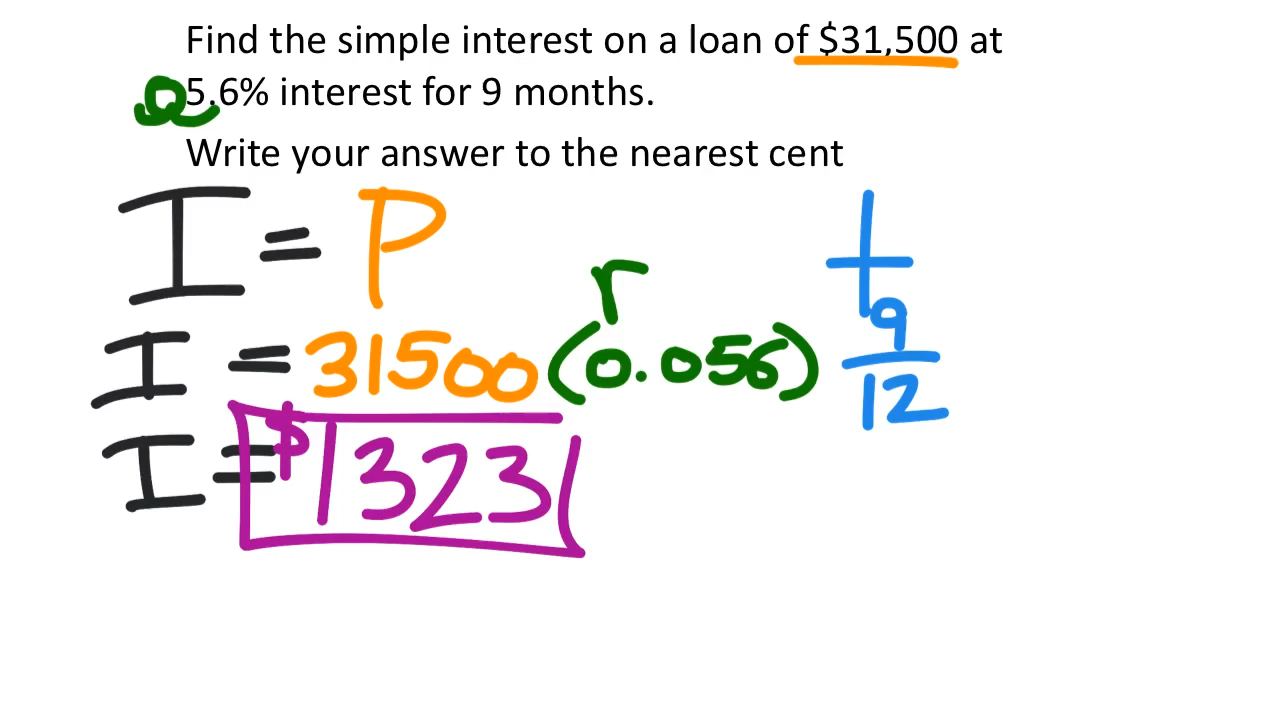 Find the simple interest on a loan of $31,500 at
5.6% interest for 9 months.
Write your answer to the nearest cent
I = P r t
I = 31500 (0.056) 9/12
I = $1323